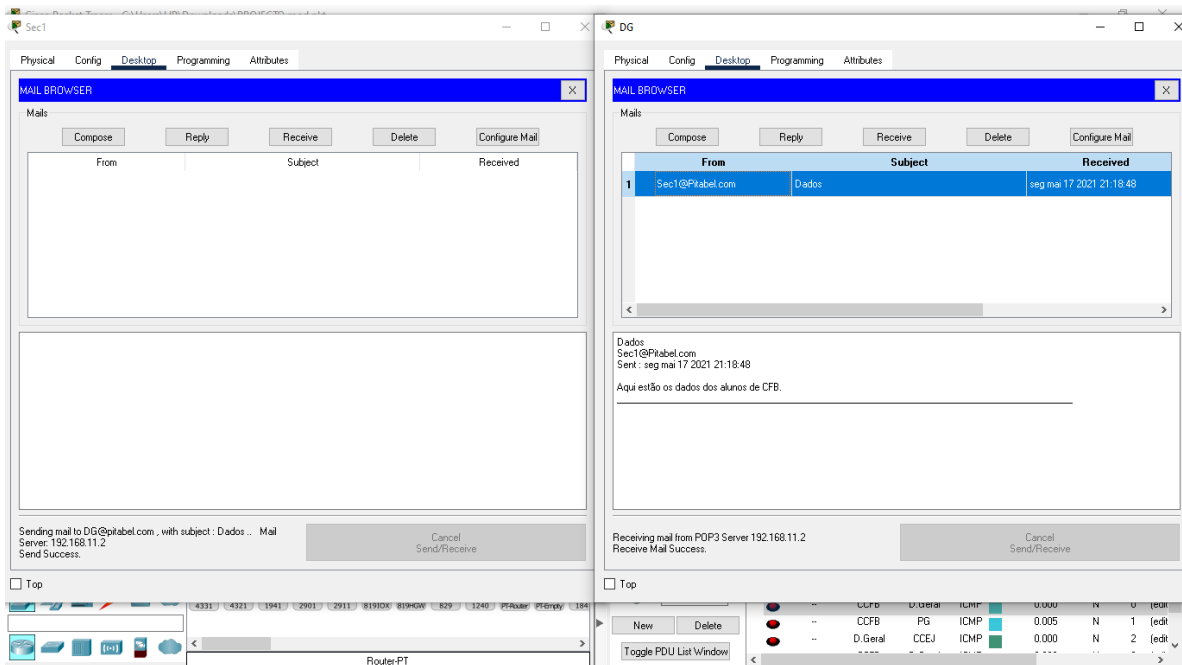 Sec1
Physical Config Desktop Programming Attributes
MAIL BROWSER
X
Mails
Compose Reply Receive Delete Configure Mail
From Subject Received
Sending mail to DG@pitabel.com , with subject : Dados .. Mail
Server: 192.168.11.2
Send Success.
Cancel
Send/Receive
Top
DG
Physical Config Desktop Programming Attributes
MAIL BROWSER
X
Mails
Compose Reply Receive Delete Configure Mail
From Subject Received
1 Sec1@Pitabel.com Dados seg mai 17 2021 21:18:48
Dados
Sec1@Pitabel.com
Sent : seg mai 17 2021 21:18:48
Aqui estão os dados dos alunos de CFB.
Receiving mail from POP3 Server 192.168.11.2
Receive Mail Success.
Cancel
Send/Receive
Top
4331 4321 1941 2901 2911 819IOX 819HGW 829 1240 PT-Router PT-Empty 184
Router-PT
New Delete
Toggle PDU List Window
CCFB D.Geral ICMP 0.000 N 0 (edit
CCFB PG ICMP 0.005 N 1 (edit
D.Geral CCEJ ICMP 0.000 N 2 (edit